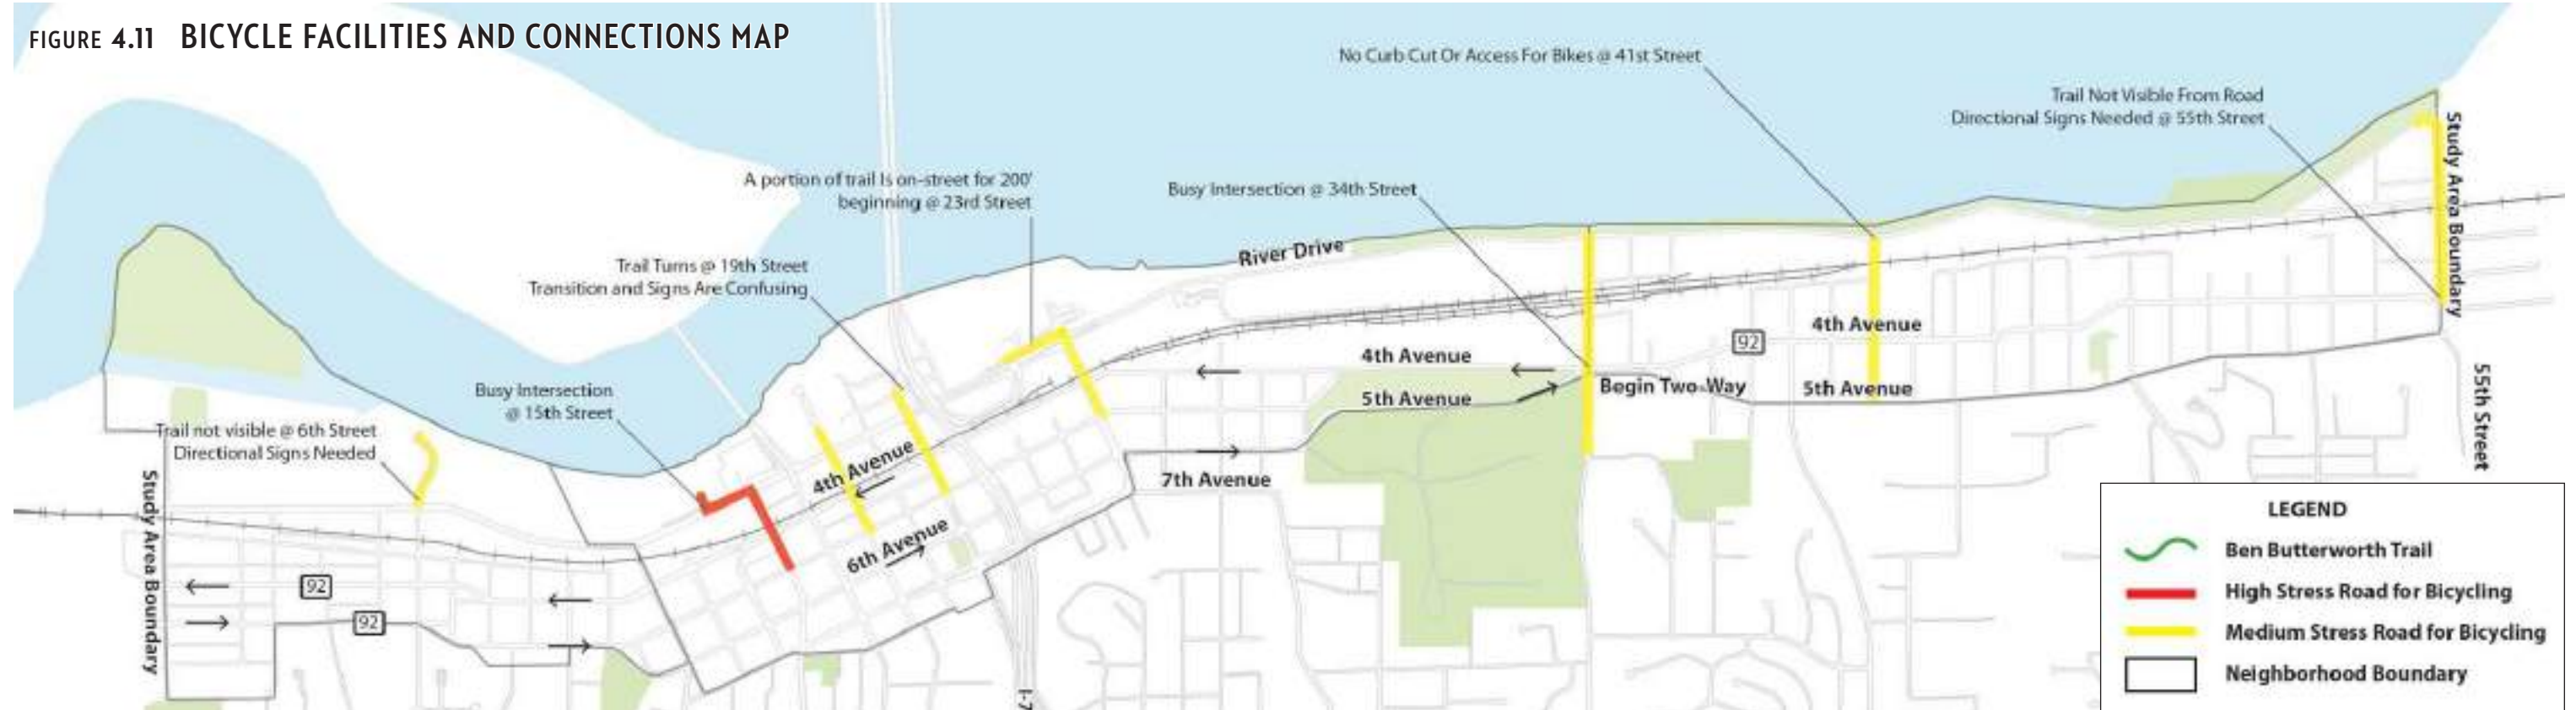 FIGURE 4.11 BICYCLE FACILITIES AND CONNECTIONS MAP
No Curb Cut Or Access For Bikes @ 41st Street
Trail Not Visible From Road
Directional Signs Needed @ 55th Street
A portion of trail Is on-street for 200'
beginning @ 23rd Street
Busy Intersection @ 34th Street
Study Area Boundary
River Drive
Trail Turns @ 19th Street
Transition and Signs Are Confusing
4th Avenue
92
4th Avenue
Busy Intersection
@ 15th Street
Begin Two-Way
5th Avenue
5th Avenue
Trail not visible @ 6th Street
Directional Signs Needed
4th Avenue
55th Street
7th Avenue
Study Area Boundary
6th Avenue
92
92
I-7
LEGEND
Ben Butterworth Trail
High Stress Road for Bicycling
Medium Stress Road for Bicycling
Neighborhood Boundary